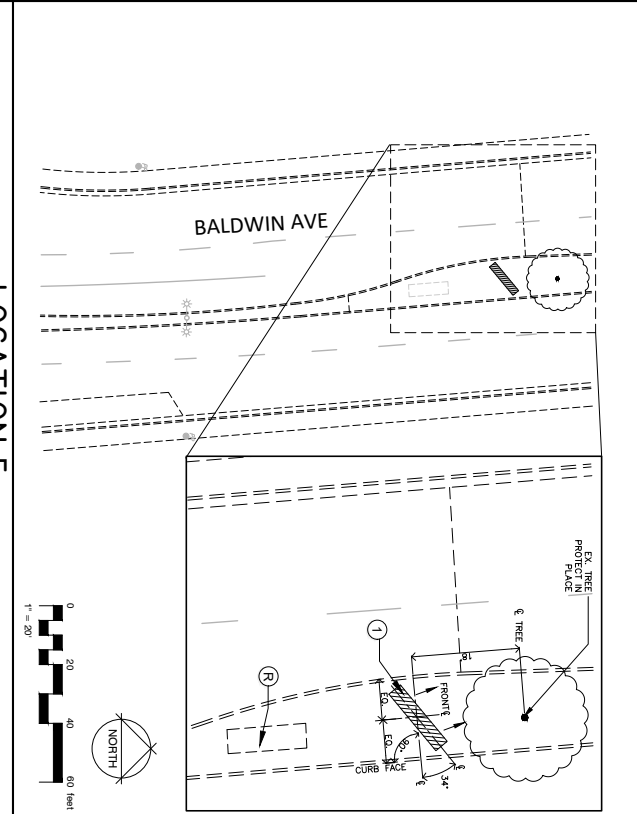 BALDWIN AVE
EX. TREE
PROTECT IN
PLACE
℄ TREE
18'
1
FRONT ℄
EQ.
EQ.
90°
CURB FACE
34°
℄
℄
R
0
20
40
60 feet
1" = 20'
NORTH